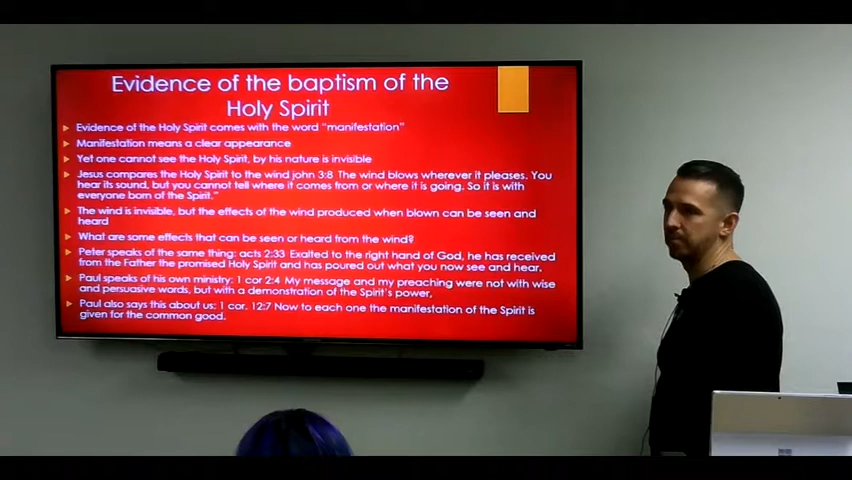 Evidence of the baptism of the
Holy Spirit
Evidence of the Holy Spirit comes with the word "manifestation"
Manifestation means a clear appearance
Yet one cannot see the Holy Spirit, by his nature is invisible
Jesus compares the Holy Spirit to the wind john 3:8 The wind blows wherever it pleases. You
hear its sound, but you cannot tell where it comes from or where it is going. So it is with
everyone born of the Spirit."
The wind is invisible, but the effects of the wind produced when blown can be seen and
heard
What are some effects that can be seen or heard from the wind?
Peter speaks of the same thing: acts 2:33 Exalted to the right hand of God, he has received
from the Father the promised Holy Spirit and has poured out what you now see and hear.
Paul speaks of his own ministry: 1 cor 2:4 My message and my preaching were not with wise
and persuasive words, but with a demonstration of the Spirit's power,
Paul also says this about us: 1 cor. 12:7 Now to each one the manifestation of the Spirit is
given for the common good.